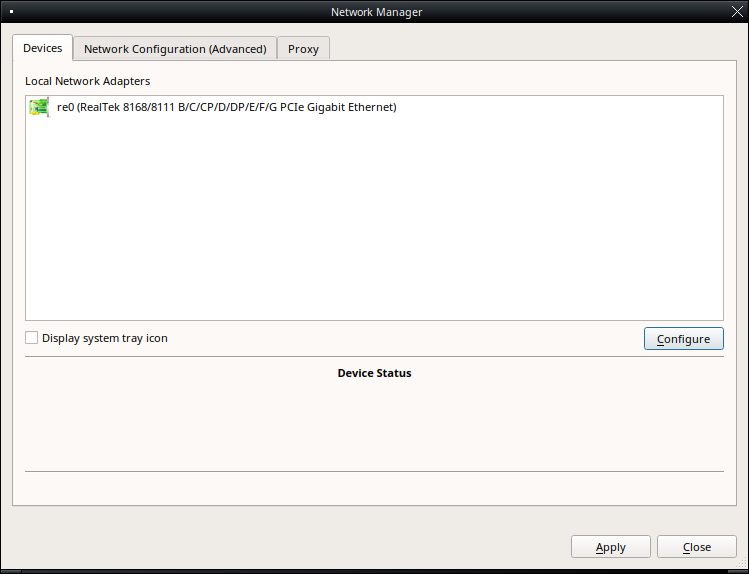 Network Manager
Devices
Network Configuration (Advanced)
Proxy
Local Network Adapters
re0 (RealTek 8168/8111 B/C/CP/D/DP/E/F/G PCIe Gigabit Ethernet)
Display system tray icon
Configure
Device Status
Apply
Close